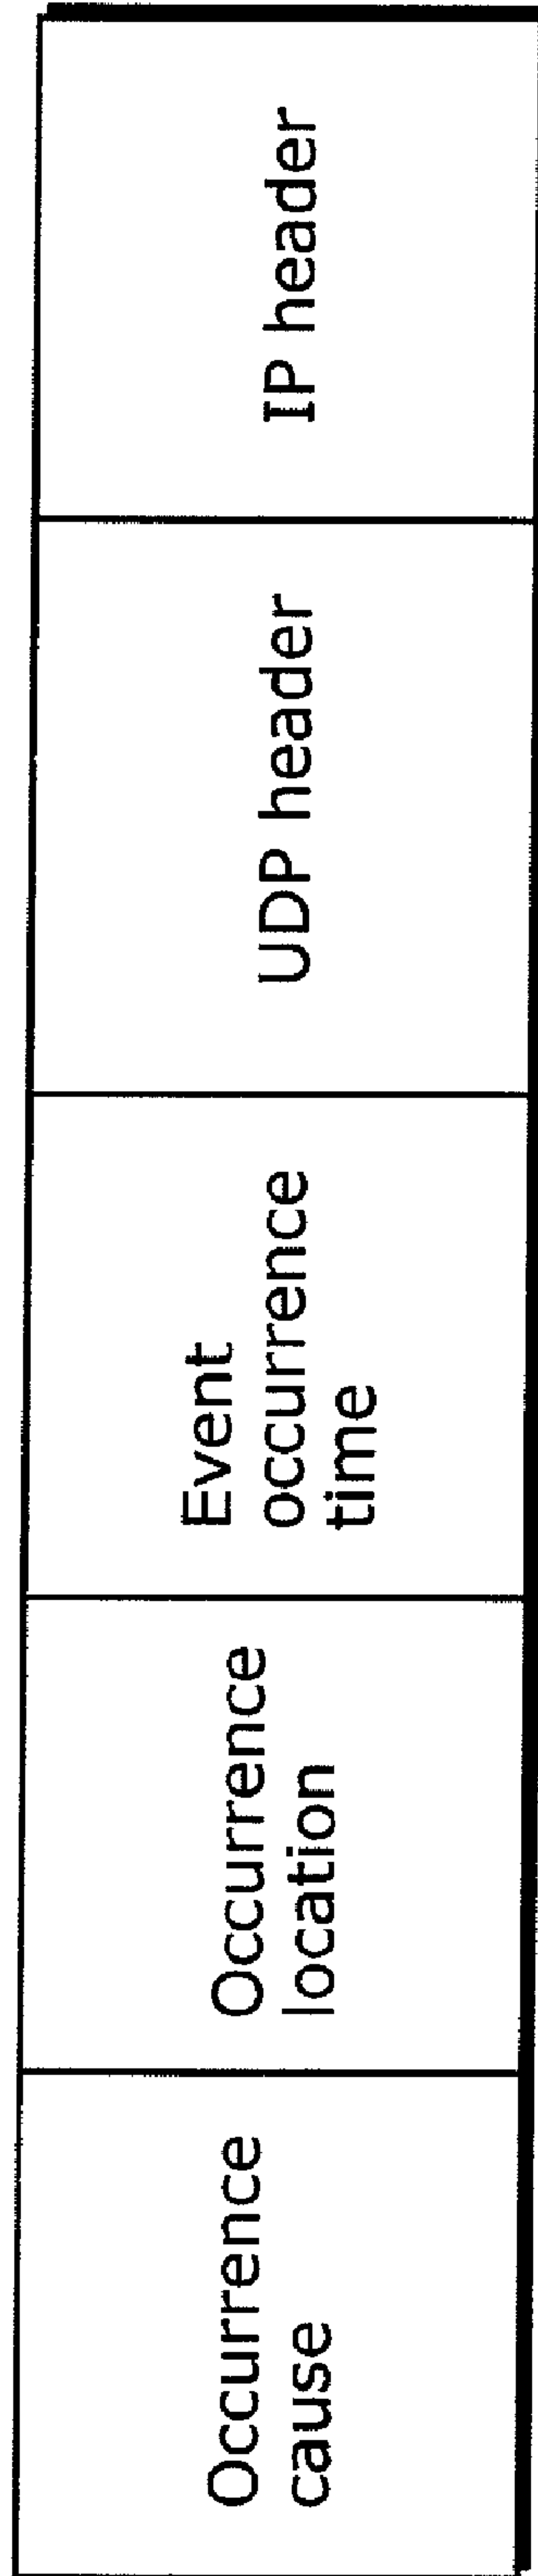 Occurrence
cause
Occurrence
location
Event
occurrence
time
UDP header
IP header